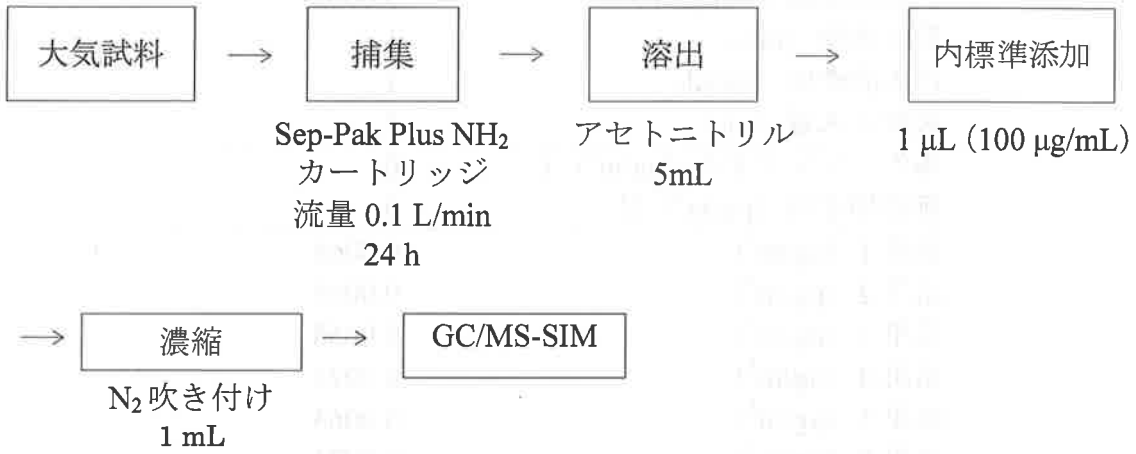 大気試料 → 捕集 → 溶出 → 内標準添加
Sep-Pak Plus NH₂
カートリッジ
流量 0.1 L/min
24 h
アセトニトリル
5mL
1 μL (100 μg/mL)
→ 濃縮 → GC/MS-SIM
N₂ 吹き付け
1 mL